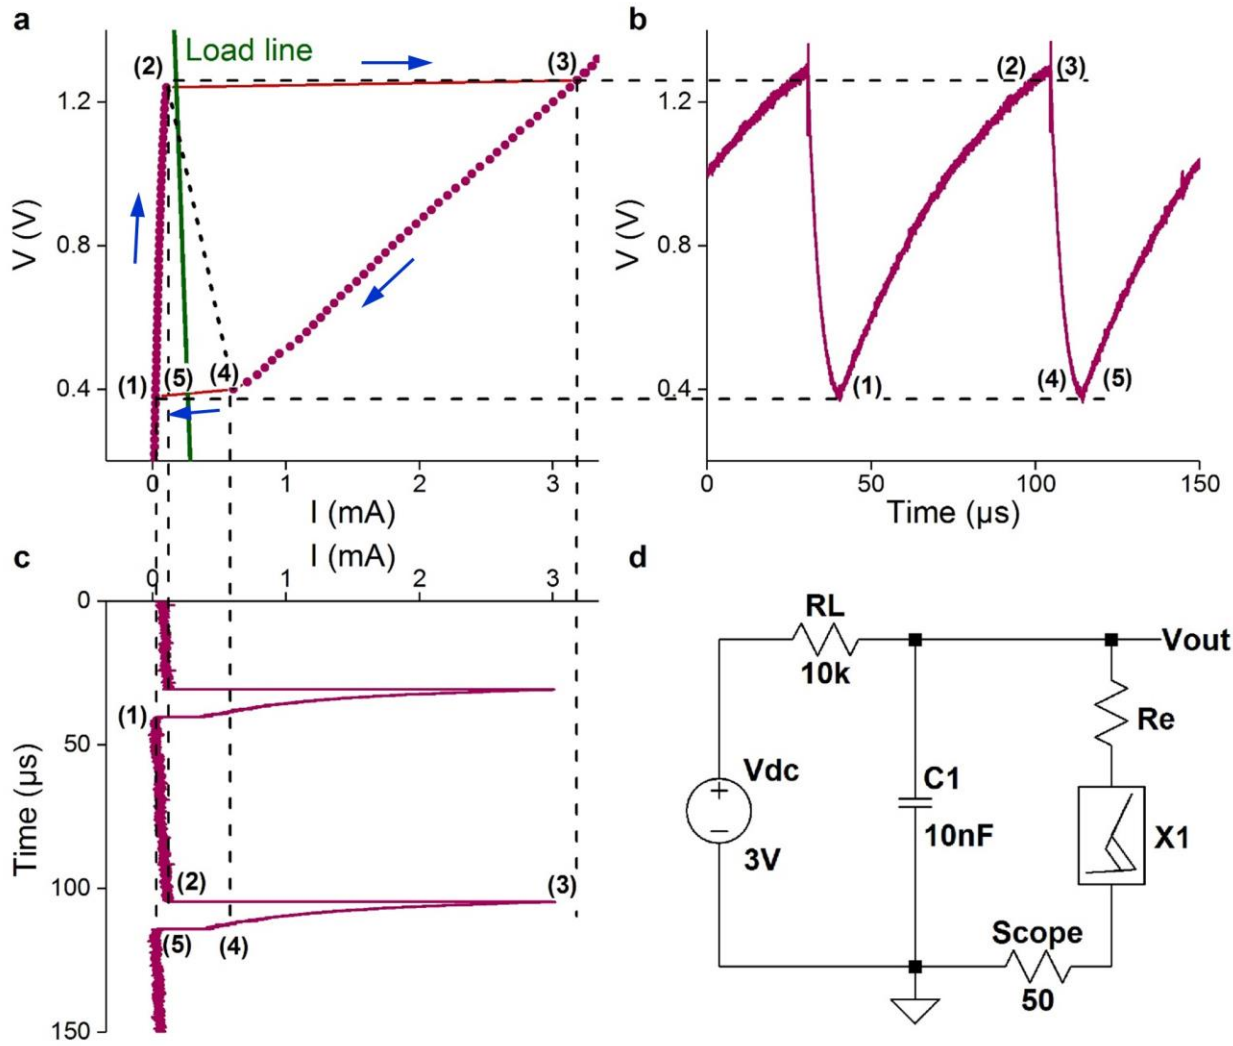 a
Load line
(2)
(3)
1.2
V (V)
0.8
0.4
(1)
(5)
(4)
0
1
2
3
I (mA)
b
(2)
(3)
1.2
V (V)
0.8
0.4
(1)
(4)
(5)
0
50
100
150
Time (µs)
c
I (mA)
0
1
2
3
0
(1)
50
Time (µs)
100
(2)
(3)
(5)
(4)
150
d
RL
10k
Vout
Re
Vdc
3V
C1
10nF
X1
Scope
50